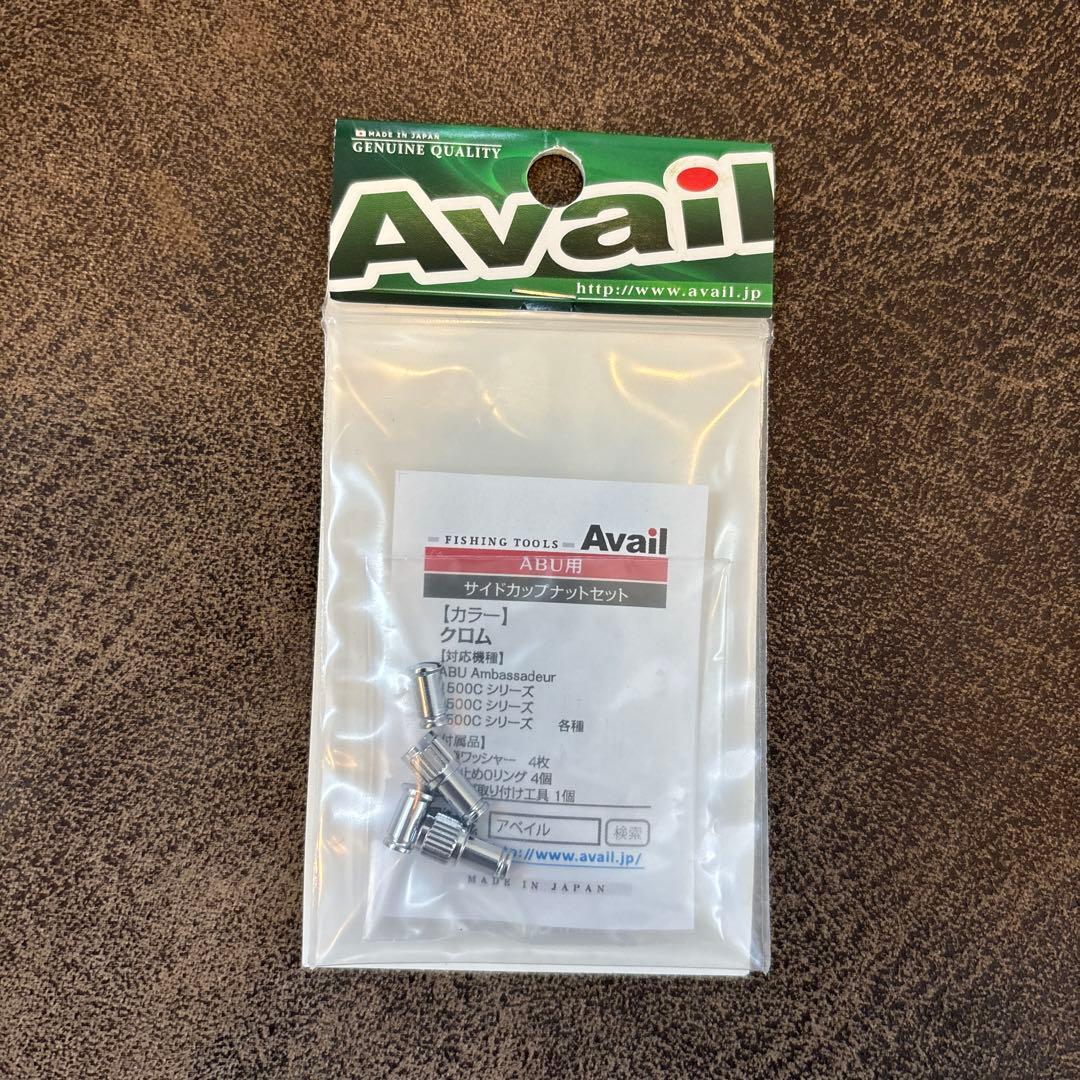 MADE IN JAPAN
GENUINE QUALITY
Avail
http://www.avail.jp
FISHING TOOLS Avail
ABU用
サイドカップナットセット
【カラー】
クロム
【対応機種】
ABU Ambassadeur
500C シリーズ
500C シリーズ
500C シリーズ 各種
付属品】
ワッシャー 4枚
止めOリング 4個
取り付け工具 1個
アベイル 検索
://www.avail.jp/
MADE IN JAPAN